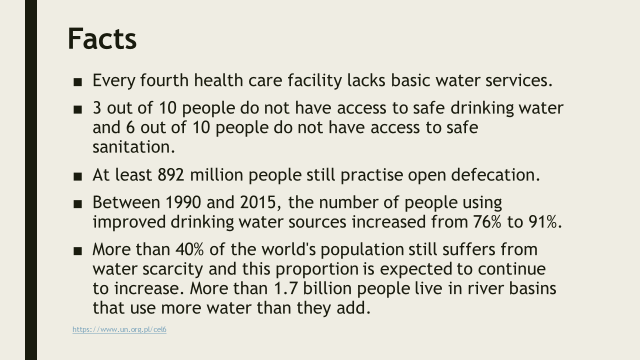 Facts
■ Every fourth health care facility lacks basic water services.
■ 3 out of 10 people do not have access to safe drinking water
and 6 out of 10 people do not have access to safe
sanitation.
■ At least 892 million people still practise open defecation.
■ Between 1990 and 2015, the number of people using
improved drinking water sources increased from 76% to 91%.
■ More than 40% of the world's population still suffers from
water scarcity and this proportion is expected to continue
to increase. More than 1.7 billion people live in river basins
that use more water than they add.
https://www.un.org.pl/cel6